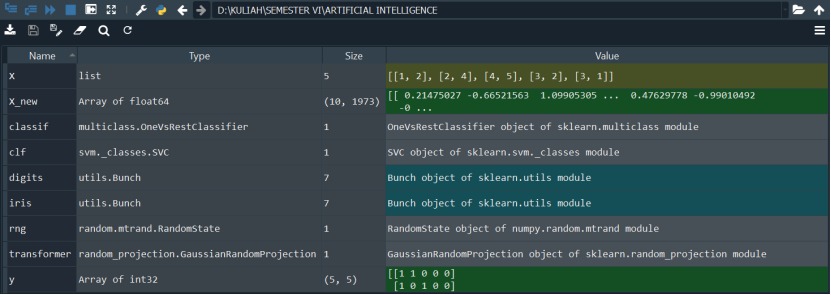 D:\KULIAH\SEMESTER VI\ARTIFICIAL INTELLIGENCE
Name Type Size Value
X list 5 [[1, 2], [2, 4], [4, 5], [3, 2], [3, 1]]
X_new Array of float64 (10, 1973) [[ 0.21475027 -0.66521563  1.09905305 ...  0.47629778 -0.99010492
-0 ...
classif multiclass.OneVsRestClassifier 1 OneVsRestClassifier object of sklearn.multiclass module
clf svm._classes.SVC 1 SVC object of sklearn.svm._classes module
digits utils.Bunch 7 Bunch object of sklearn.utils module
iris utils.Bunch 7 Bunch object of sklearn.utils module
rng random.mtrand.RandomState 1 RandomState object of numpy.random.mtrand module
transformer random_projection.GaussianRandomProjection 1 GaussianRandomProjection object of sklearn.random_projection module
y Array of int32 (5, 5) [[1 1 0 0 0]
[1 0 1 0 0]